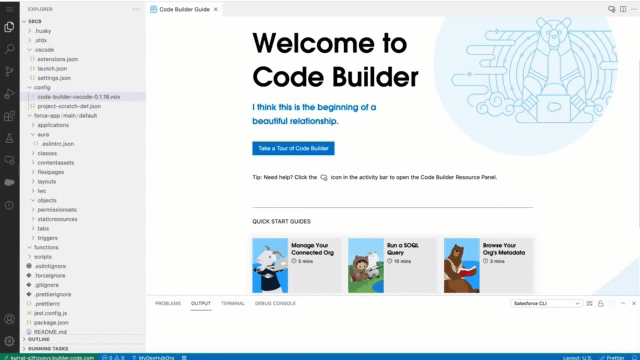 EXPLORER
SBCB
.husky
.sfdx
.vscode
extensions.json
launch.json
settings.json
config
code-builder-vscode-0.1.18.vsix
project-scratch-def.json
force-app/main/default
applications
aura
.eslintrc.json
classes
contentassets
flexipages
layouts
lwc
objects
permissionsets
staticresources
tabs
triggers
functions
scripts
.eslintignore
.forceignore
.gitignore
.prettierignore
.prettierrc
jest.config.js
package.json
README.md
OUTLINE
RUNNING TASKS
Code Builder Guide
Welcome to
Code Builder
I think this is the beginning of a
beautiful relationship.
Take a Tour of Code Builder
Tip: Need help? Click the icon in the activity bar to open the Code Builder Resource Panel.
QUICK START GUIDES
Manage Your
Connected Org
5 mins
Run a SOQL
Query
10 mins
Browse Your
Org's Metadata
3 mins
PROBLEMS OUTPUT TERMINAL DEBUG CONSOLE
Salesforce CLI
0 0 MyDevHubOrg
Layout: U.S. Prettier